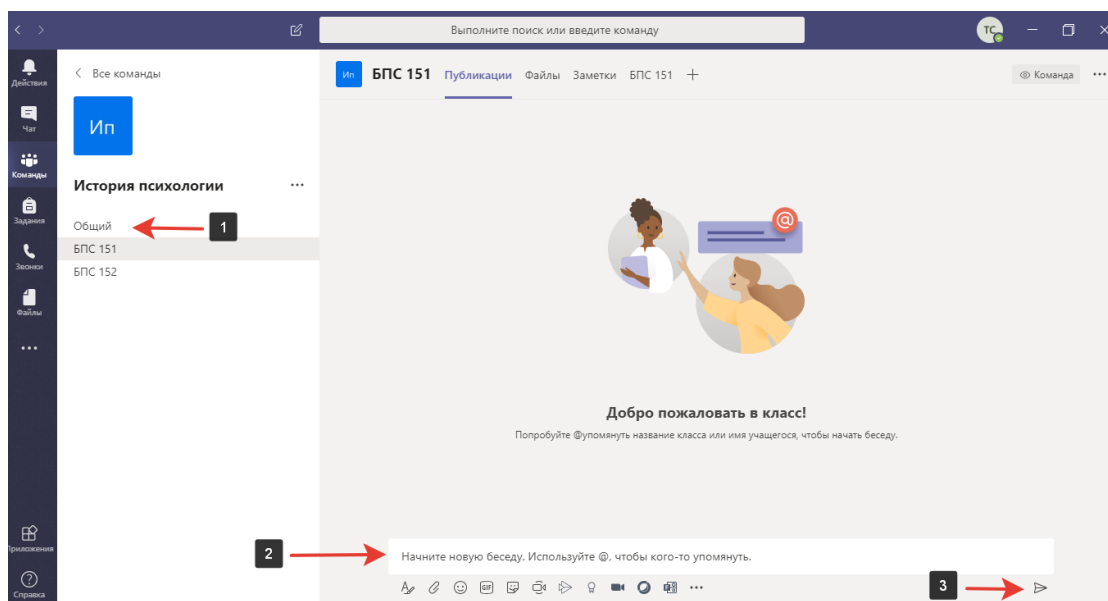 Выполните поиск или введите команду
ТС
Действия
Чат
Команды
Задания
Звонки
Файлы
Приложения
Справка
Все команды
Ип
История психологии
Общий
1
БПС 151
БПС 152
Ип БПС 151 Публикации Файлы Заметки БПС 151
Команда
@
Добро пожаловать в класс!
Попробуйте @упомянуть название класса или имя учащегося, чтобы начать беседу.
2
Начните новую беседу. Используйте @, чтобы кого-то упомянуть.
GIF
3